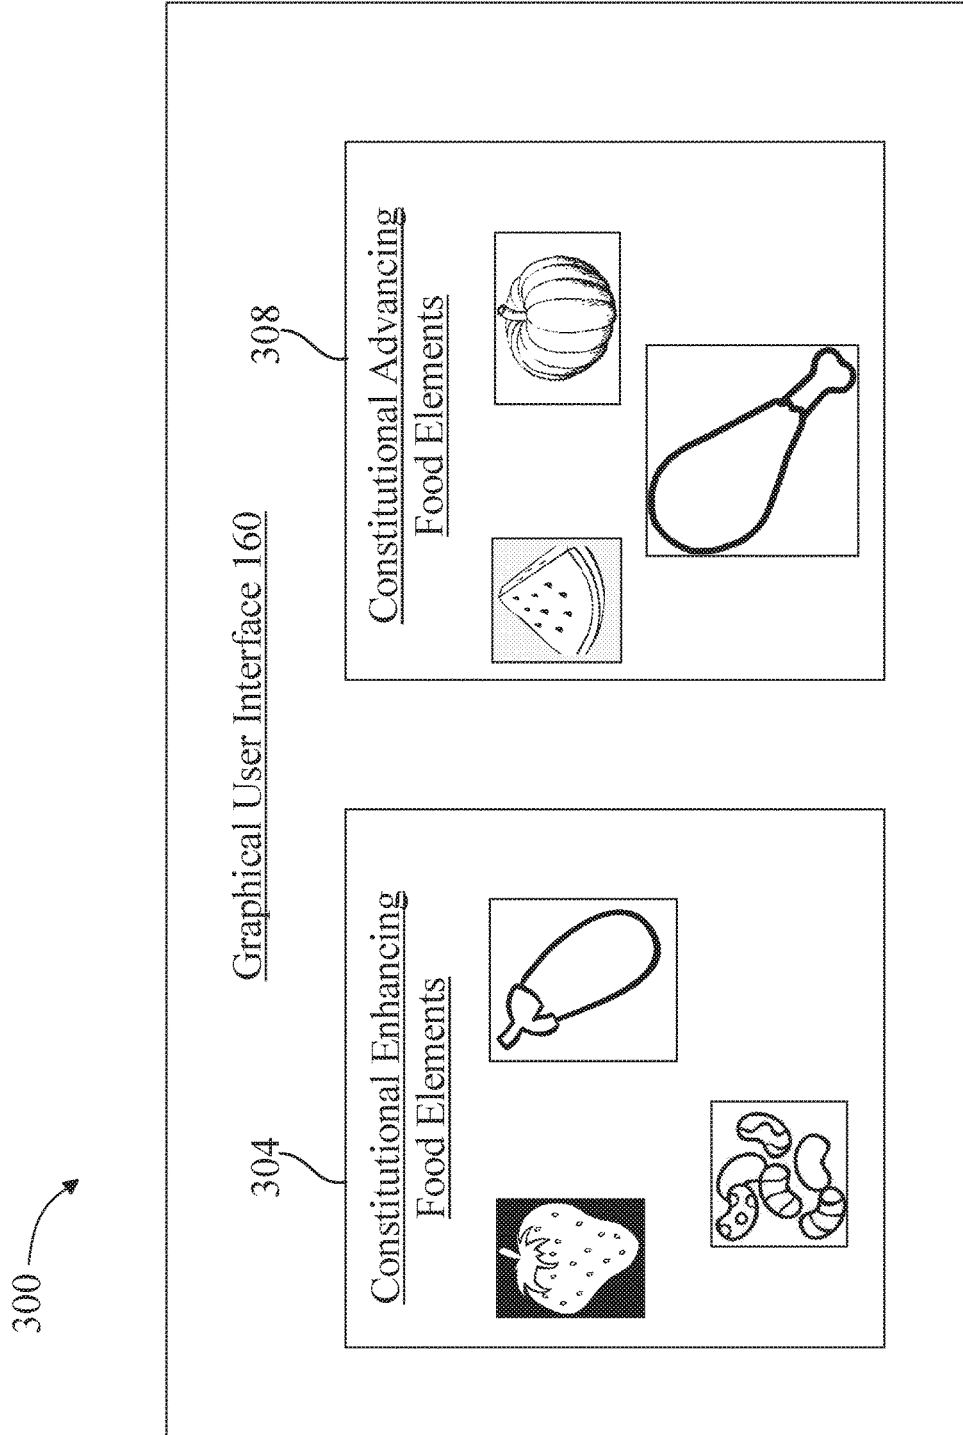 300
Graphical User Interface 160
304
Constitutional Enhancing
Food Elements
308
Constitutional Advancing
Food Elements